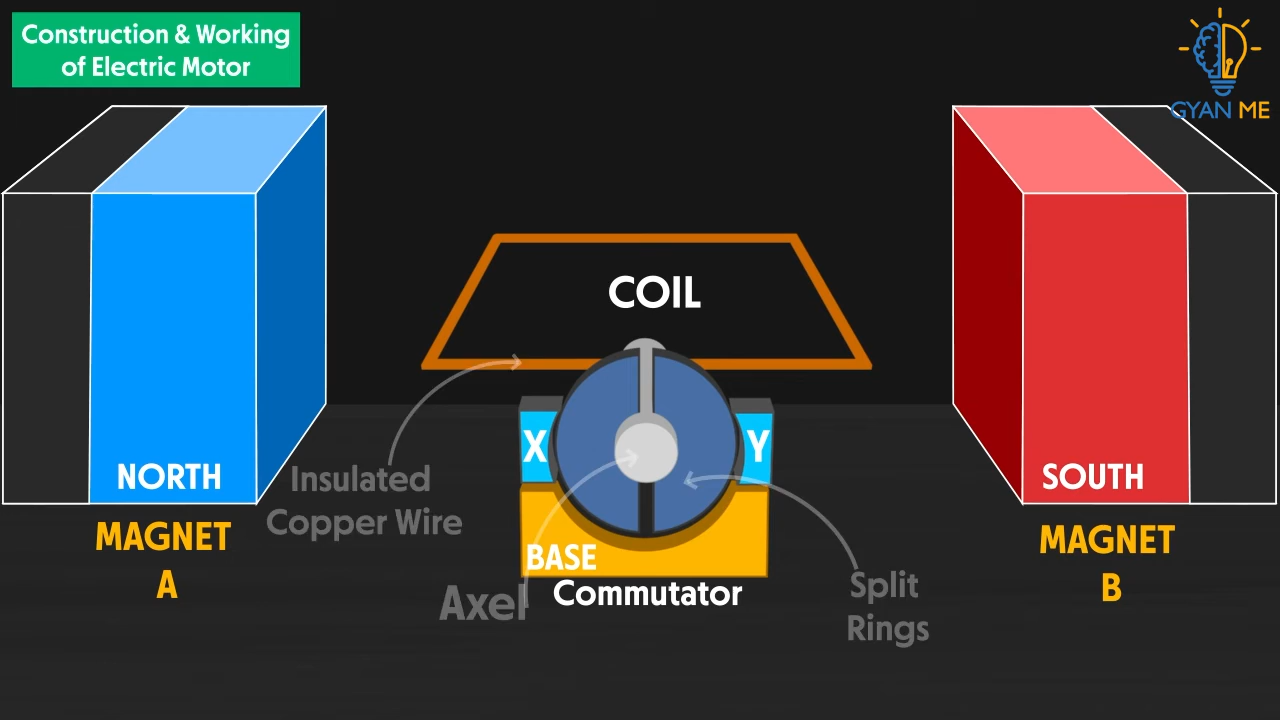 Construction & Working
of Electric Motor
GYAN ME
COIL
X
Y
NORTH
SOUTH
Insulated
Copper Wire
MAGNET
A
MAGNET
B
BASE
Axel
Commutator
Split
Rings